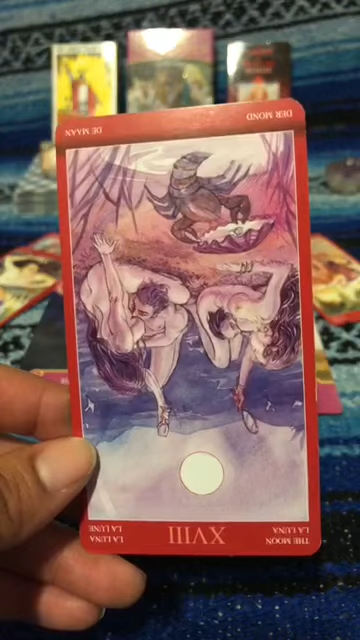 XVIII
THE MOON
LA LUNA
LA LUNA
LA LUNE
DER MOND
DE MAAN